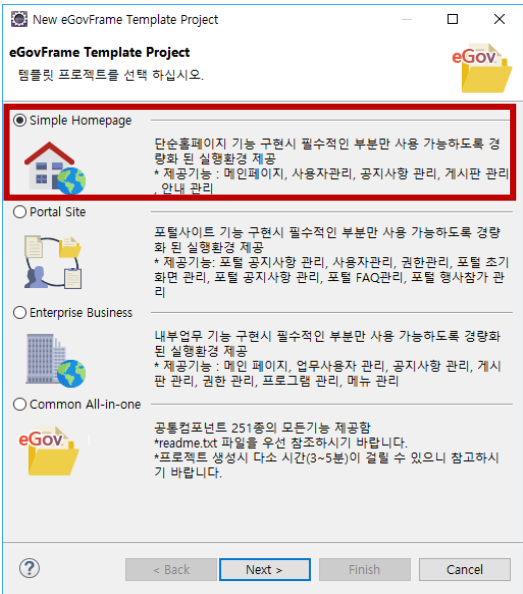 New eGovFrame Template Project
eGovFrame Template Project
템플릿 프로젝트를 선택 하십시오.
eGov
Simple Homepage
단순홈페이지 기능 구현시 필수적인 부분만 사용 가능하도록 경
량화 된 실행환경 제공
* 제공기능 : 메인페이지, 사용자관리, 공지사항 관리, 게시판 관리
, 안내 관리
Portal Site
포털사이트 기능 구현시 필수적인 부분만 사용 가능하도록 경량
화 된 실행환경 제공
* 제공기능: 포털 공지사항 관리, 사용자관리, 권한관리, 포털 초기
화면 관리, 포털 공지사항 관리, 포털 FAQ관리, 포털 행사참가 관
리
Enterprise Business
내부업무 기능 구현시 필수적인 부분만 사용 가능하도록 경량화
된 실행환경 제공
* 제공기능 : 메인 페이지, 업무사용자 관리, 공지사항 관리, 게시
판 관리, 권한 관리, 프로그램 관리, 메뉴 관리
Common All-in-one
eGov
공통컴포넌트 251종의 모든기능 제공함
*readme.txt 파일을 우선 참조하시기 바랍니다.
*프로젝트 생성시 다소 시간(3~5분)이 걸릴 수 있으니 참고하시
기 바랍니다.
?
< Back
Next >
Finish
Cancel